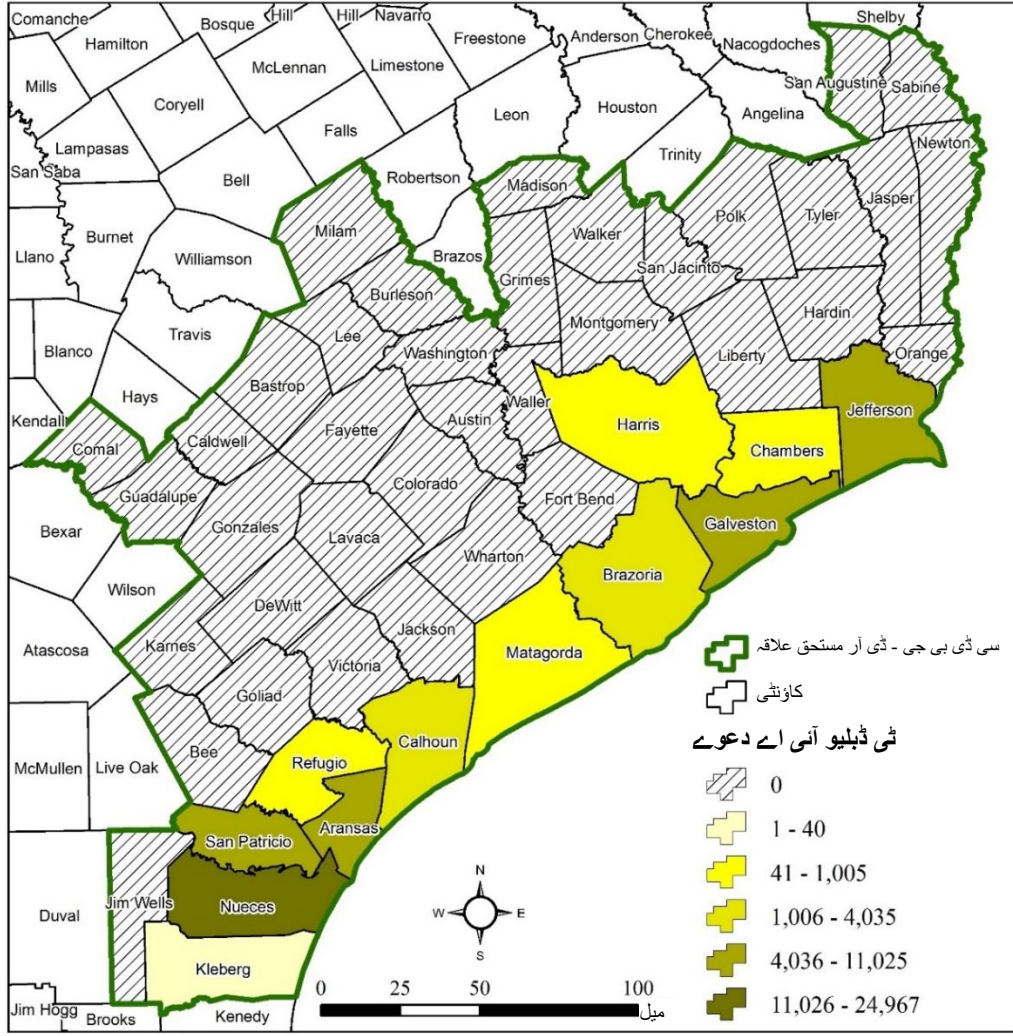 Comanche
Bosque
Hill
Hill
Navarro
Freestone
Anderson
Cherokee
Nacogdoches
Shelby
Hamilton
McLennan
Limestone
San Augustine
Sabine
Mills
Coryell
Leon
Houston
Angelina
Falls
Lampasas
San Saba
Bell
Robertson
Trinity
Newton
Madison
Jasper
Burnet
Milam
Walker
Polk
Tyler
Llano
Williamson
Brazos
Grimes
San Jacinto
Burleson
Hardin
Travis
Lee
Montgomery
Blanco
Washington
Liberty
Orange
Bastrop
Hays
Waller
Kendall
Austin
Harris
Jefferson
Caldwell
Fayette
Comal
Chambers
Guadalupe
Colorado
Fort Bend
Gonzales
Galveston
Bexar
Lavaca
Wharton
Brazoria
Wilson
DeWitt
Jackson
Karnes
Atascosa
Victoria
Matagorda
Goliad
Calhoun
Bee
Refugio
McMullen
Live Oak
Aransas
San Patricio
Duval
Jim Wells
Nueces
Kleberg
Jim Hogg
Brooks
Kenedy
سی ڈی بی جی - ڈی آر مستحق علاقہ
کاؤنٹی
ٹی ڈبلیو آئی اے دعوے
0
1 - 40
41 - 1,005
1,006 - 4,035
4,036 - 11,025
11,026 - 24,967
N
W E
S
0 25 50 100
میل